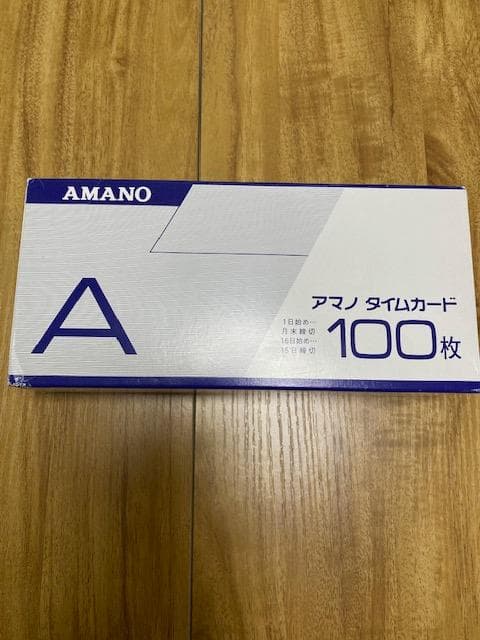 AMANO
A
アマノ タイムカード
1日始め…
月末締切
16日始め…
15日締切
100枚